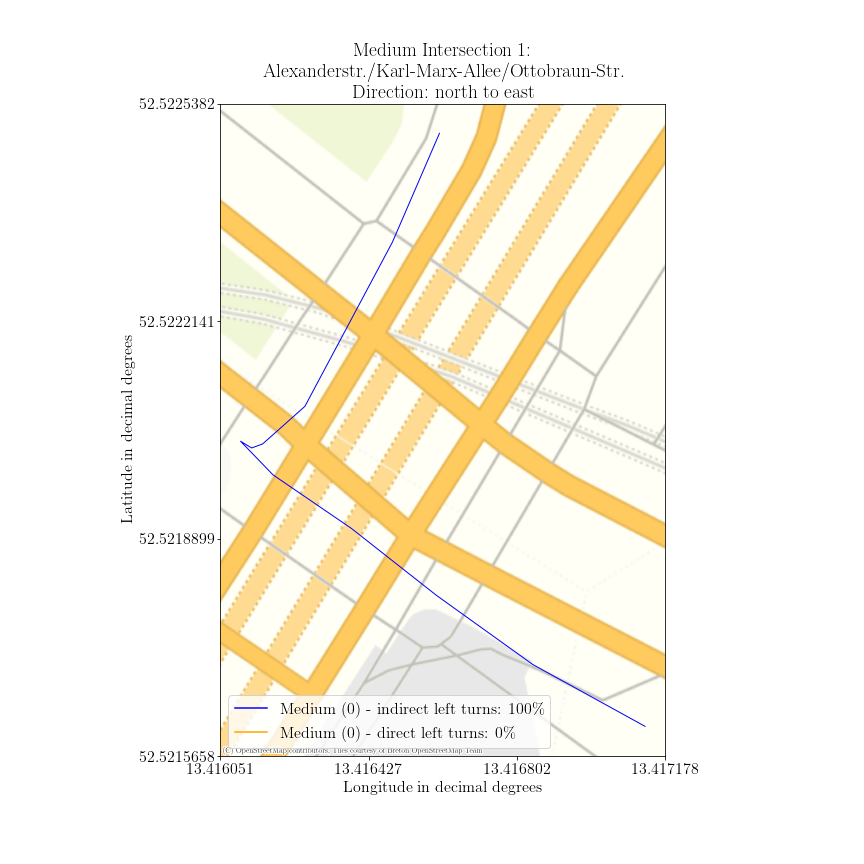 Medium Intersection 1:
Alexanderstr./Karl-Marx-Allee/Ottobraun-Str.
Direction: north to east
52.5225382
52.5222141
52.5218899
52.5215658
Latitude in decimal degrees
Medium (0) - indirect left turns: 100%
Medium (0) - direct left turns: 0%
(C) OpenStreetMap contributors, Tiles courtesy of Breton OpenStreetMap Team
13.416051 13.416427 13.416802 13.417178
Longitude in decimal degrees